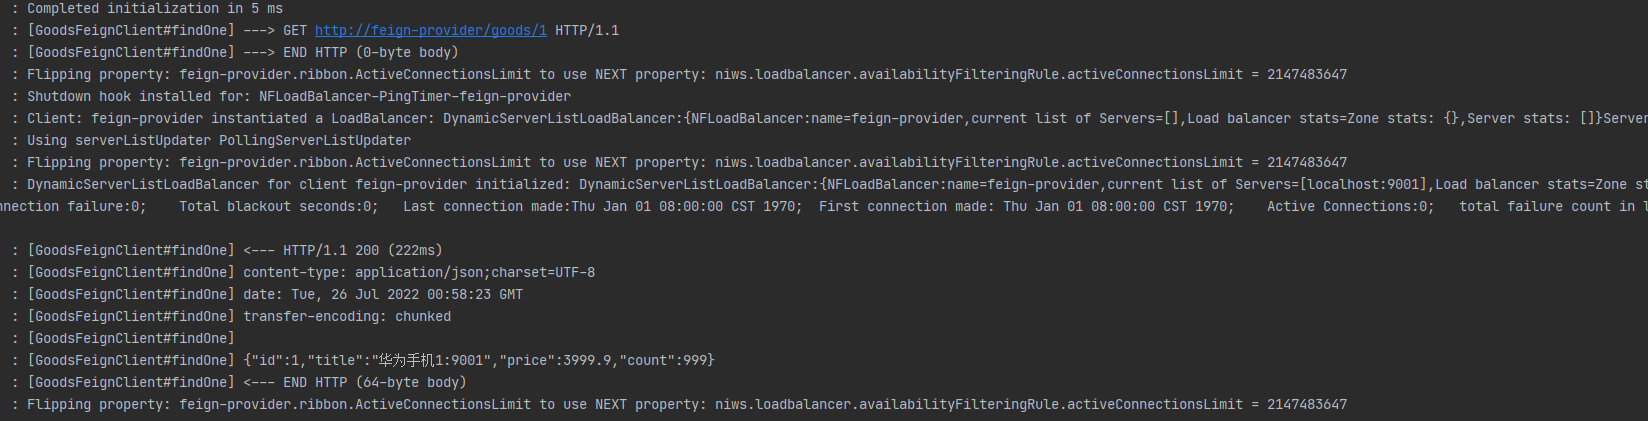 : Completed initialization in 5 ms
: [GoodsFeignClient#findOne] ---> GET http://feign-provider/goods/1 HTTP/1.1
: [GoodsFeignClient#findOne] ---> END HTTP (0-byte body)
: Flipping property: feign-provider.ribbon.ActiveConnectionsLimit to use NEXT property: niws.loadbalancer.availabilityFilteringRule.activeConnectionsLimit = 2147483647
: Shutdown hook installed for: NFLoadBalancer-PingTimer-feign-provider
: Client: feign-provider instantiated a LoadBalancer: DynamicServerListLoadBalancer:{NFLoadBalancer:name=feign-provider,current list of Servers=[],Load balancer stats=Zone stats: {},Server stats: []}Server
: Using serverListUpdater PollingServerListUpdater
: Flipping property: feign-provider.ribbon.ActiveConnectionsLimit to use NEXT property: niws.loadbalancer.availabilityFilteringRule.activeConnectionsLimit = 2147483647
: DynamicServerListLoadBalancer for client feign-provider initialized: DynamicServerListLoadBalancer:{NFLoadBalancer:name=feign-provider,current list of Servers=[localhost:9001],Load balancer stats=Zone st
nnection failure:0;    Total blackout seconds:0;   Last connection made:Thu Jan 01 08:00:00 CST 1970;  First connection made: Thu Jan 01 08:00:00 CST 1970;    Active Connections:0;   total failure count in l
: [GoodsFeignClient#findOne] <--- HTTP/1.1 200 (222ms)
: [GoodsFeignClient#findOne] content-type: application/json;charset=UTF-8
: [GoodsFeignClient#findOne] date: Tue, 26 Jul 2022 00:58:23 GMT
: [GoodsFeignClient#findOne] transfer-encoding: chunked
: [GoodsFeignClient#findOne]
: [GoodsFeignClient#findOne] {"id":1,"title":"华为手机1:9001","price":3999.9,"count":999}
: [GoodsFeignClient#findOne] <--- END HTTP (64-byte body)
: Flipping property: feign-provider.ribbon.ActiveConnectionsLimit to use NEXT property: niws.loadbalancer.availabilityFilteringRule.activeConnectionsLimit = 2147483647